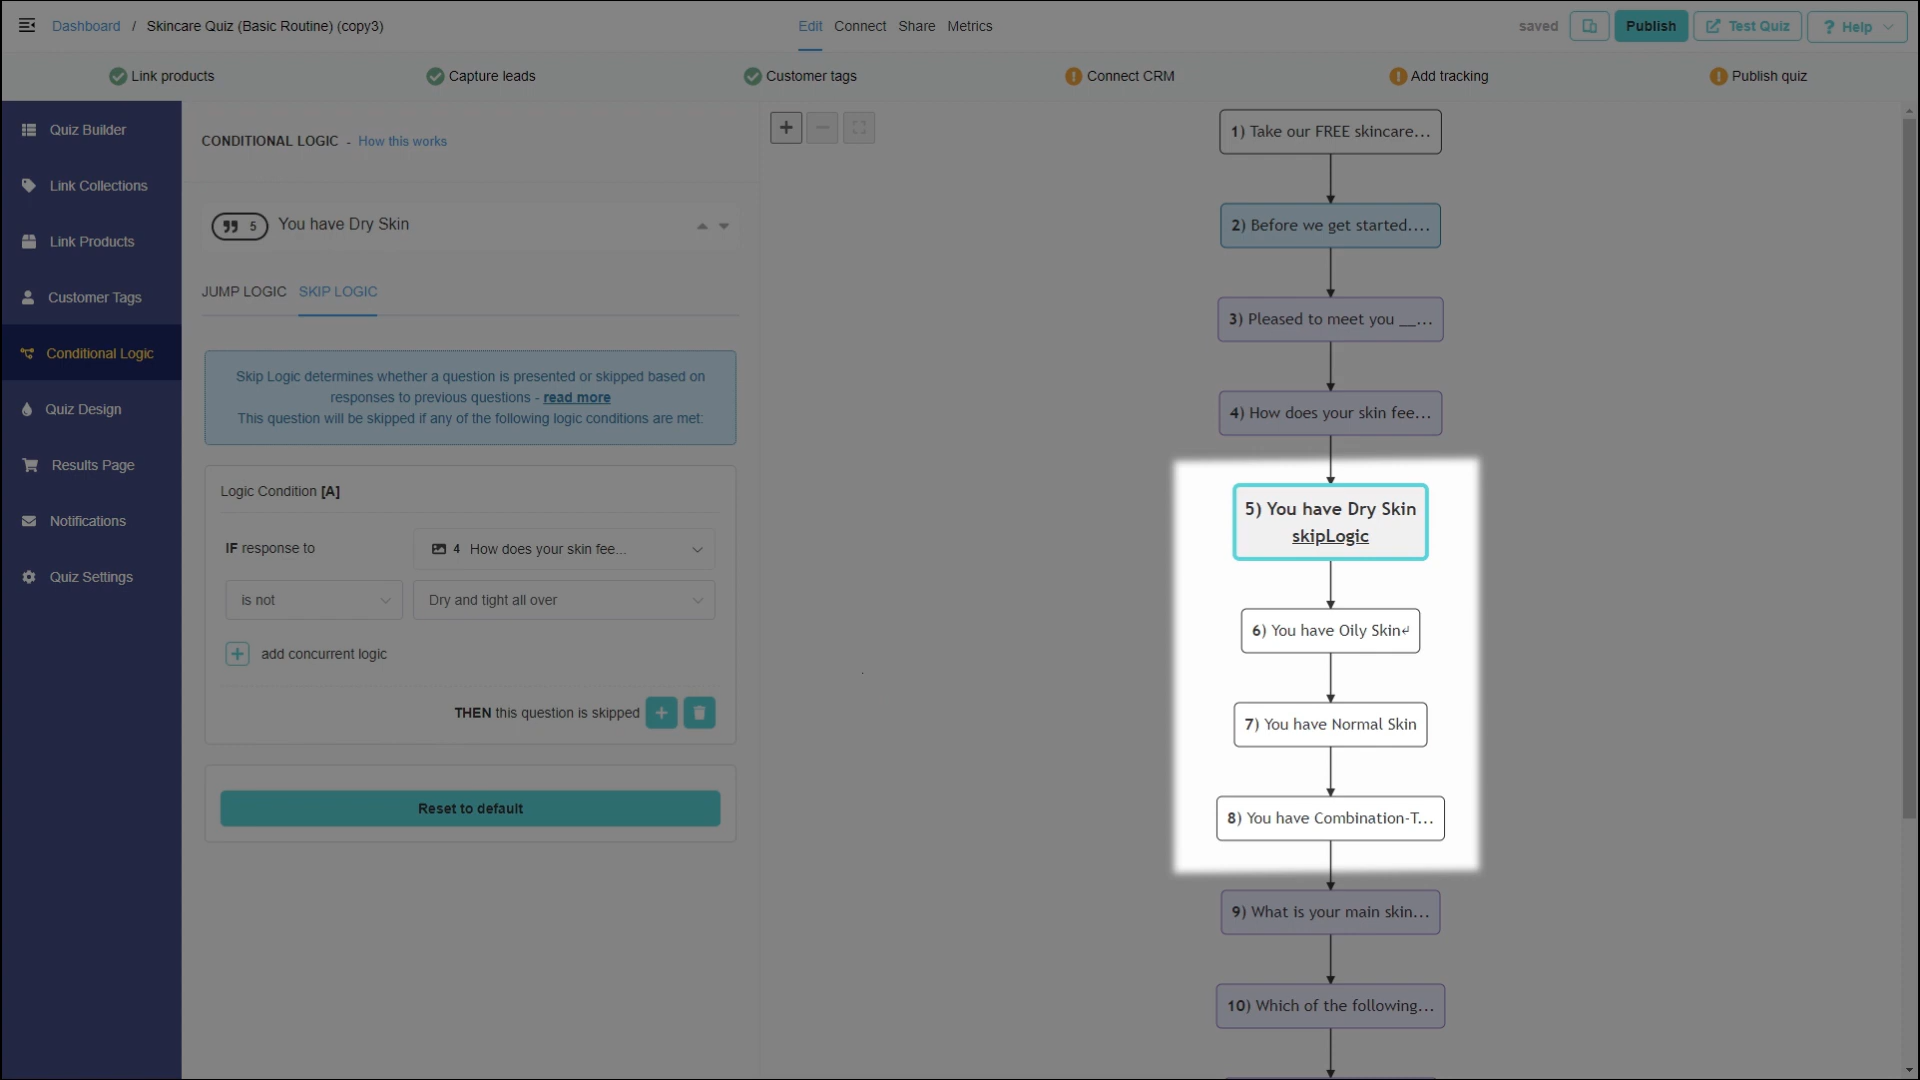 Dashboard / Skincare Quiz (Basic Routine) (copy3)
Edit Connect Share Metrics
saved Publish Test Quiz ? Help
Link products Capture leads Customer tags ! Connect CRM ! Add tracking ! Publish quiz
Quiz Builder
Link Collections
Link Products
Customer Tags
Conditional Logic
Quiz Design
Results Page
Notifications
Quiz Settings
CONDITIONAL LOGIC - How this works
5 You have Dry Skin
JUMP LOGIC SKIP LOGIC
Skip Logic determines whether a question is presented or skipped based on
responses to previous questions - read more
This question will be skipped if any of the following logic conditions are met:
Logic Condition [A]
IF response to 4 How does your skin fee...
is not Dry and tight all over
+ add concurrent logic
THEN this question is skipped +
Reset to default
+ −
1) Take our FREE skincare...
2) Before we get started....
3) Pleased to meet you __...
4) How does your skin fee...
5) You have Dry Skin
skipLogic
6) You have Oily Skin↵
7) You have Normal Skin
8) You have Combination-T...
9) What is your main skin...
10) Which of the following...